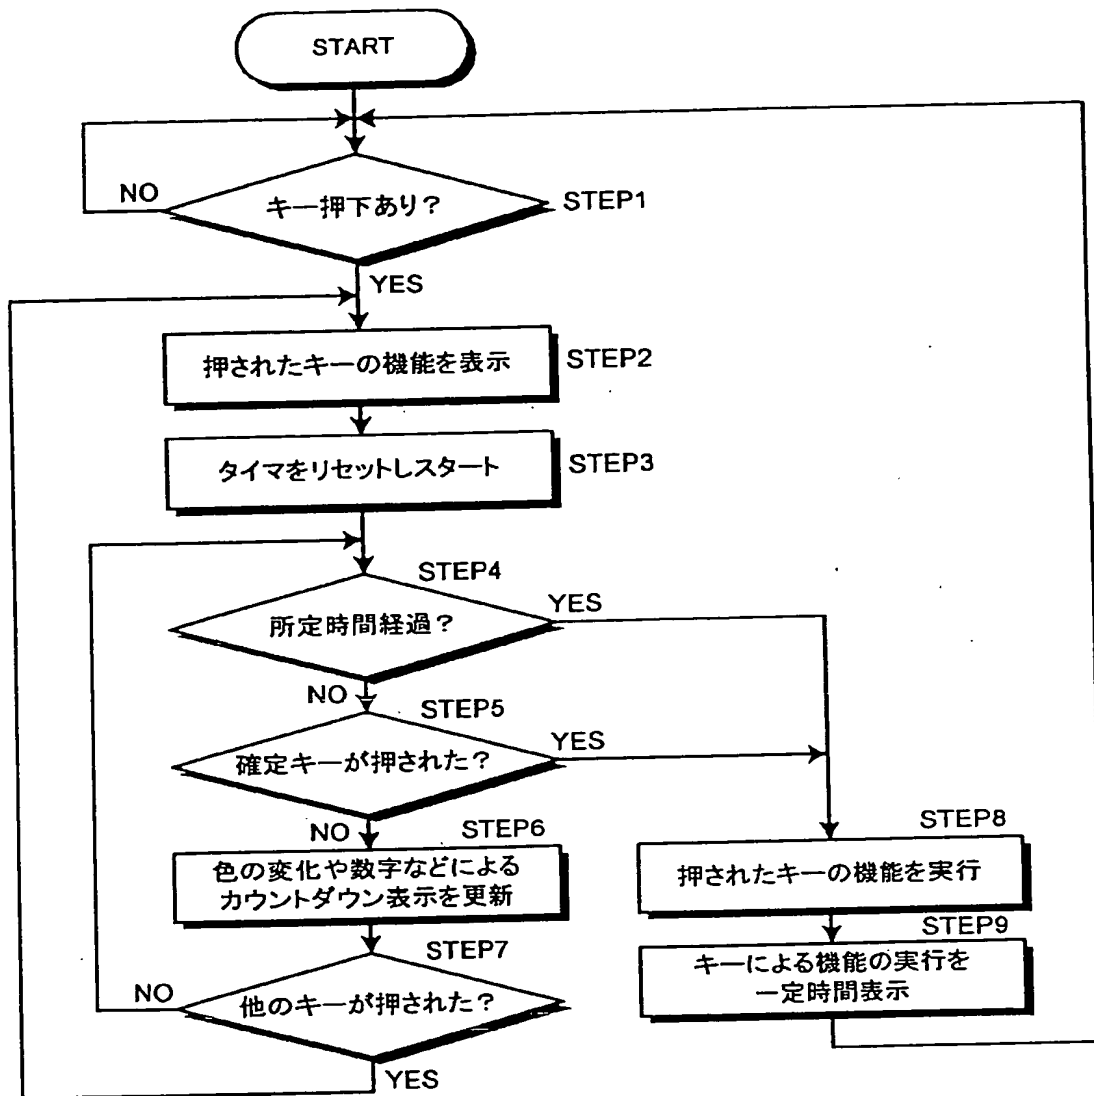 START
NO
キー押下あり?
STEP1
YES
押されたキーの機能を表示
STEP2
タイマをリセットしスタート
STEP3
STEP4
所定時間経過?
YES
NO
STEP5
確定キーが押された?
YES
NO
STEP6
色の変化や数字などによる
カウントダウン表示を更新
STEP7
NO
他のキーが押された?
YES
STEP8
押されたキーの機能を実行
STEP9
キーによる機能の実行を
一定時間表示